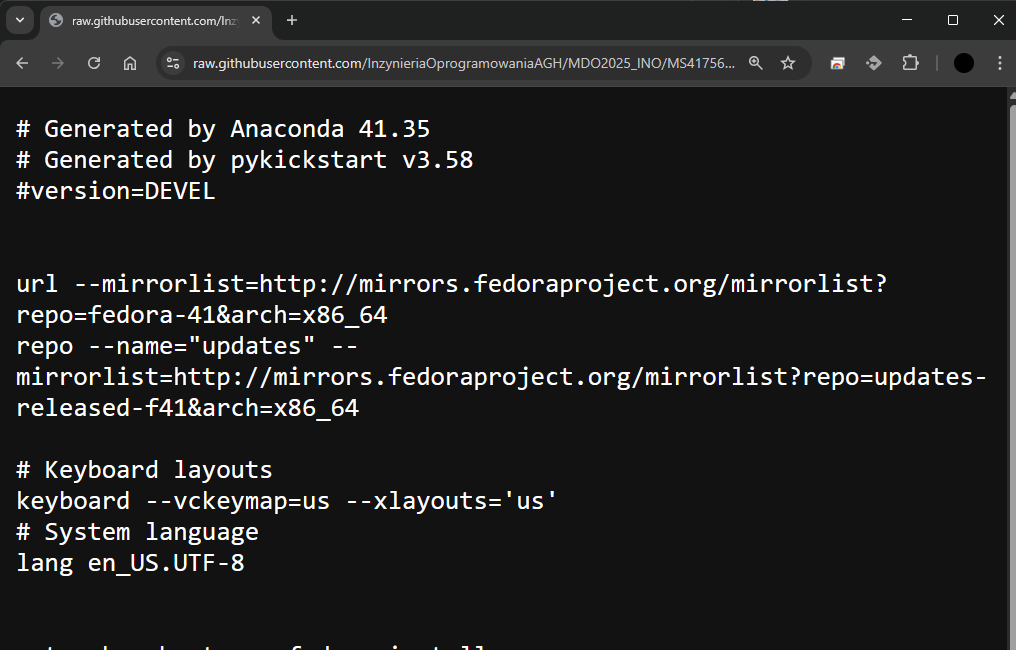 raw.githubusercontent.com/Inz
raw.githubusercontent.com/InzynieriaOprogramowaniaAGH/MDO2025_INO/MS41756...
# Generated by Anaconda 41.35
# Generated by pykickstart v3.58
#version=DEVEL
url --mirrorlist=http://mirrors.fedoraproject.org/mirrorlist?
repo=fedora-41&arch=x86_64
repo --name="updates" --
mirrorlist=http://mirrors.fedoraproject.org/mirrorlist?repo=updates-
released-f41&arch=x86_64
# Keyboard layouts
keyboard --vckeymap=us --xlayouts='us'
# System language
lang en_US.UTF-8